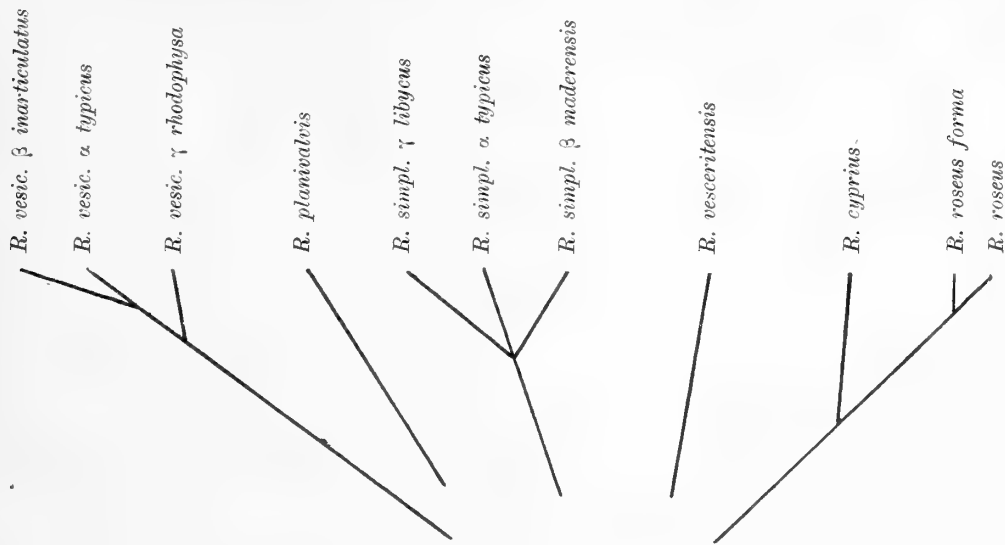 R. vesic. β inarticulatus
R. vesic. α typicus
R. vesic. γ rhodophysa
R. planivalvis
R. simpl. γ libycus
R. simpl. α typicus
R. simpl. β maderensis
R. vesceritensis
R. cyprius
R. roseus forma
R. roseus